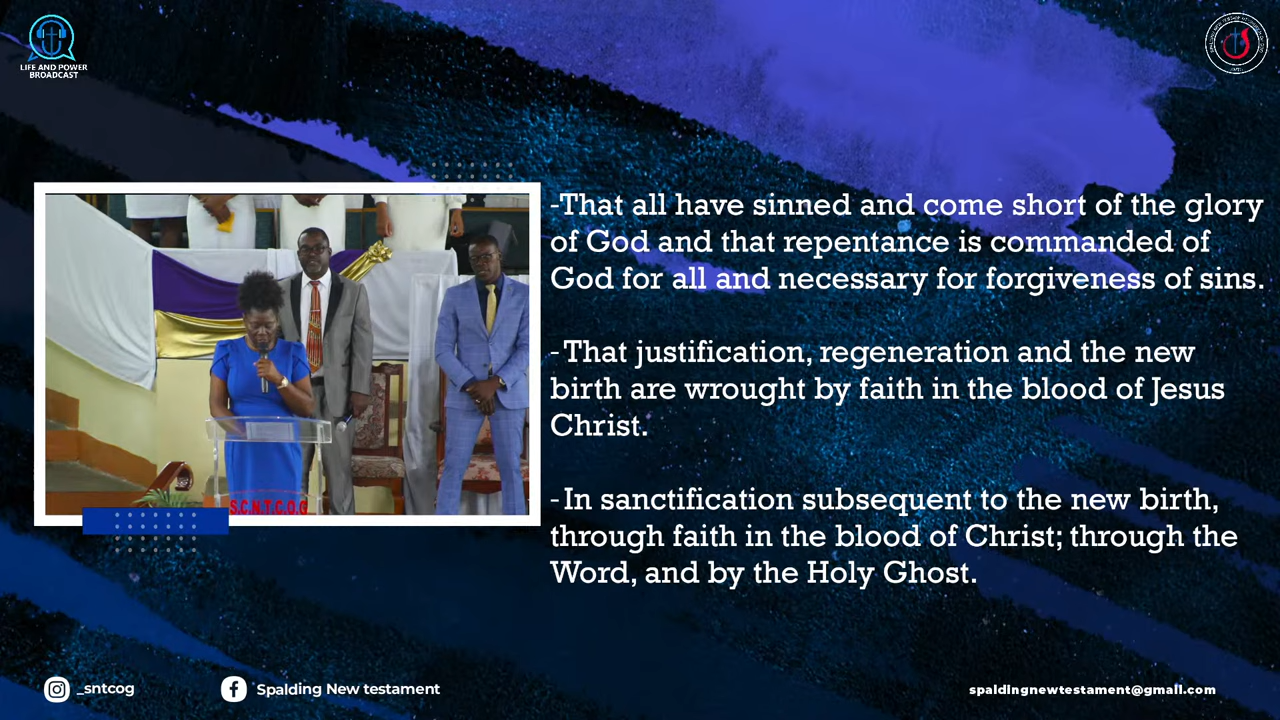 LIFE AND POWER
BROADCAST
-That all have sinned and come short of the glory
of God and that repentance is commanded of
God for all and necessary for forgiveness of sins.
-That justification, regeneration and the new
birth are wrought by faith in the blood of Jesus
Christ.
-In sanctification subsequent to the new birth,
through faith in the blood of Christ; through the
Word, and by the Holy Ghost.
S.C.N.T.C.O.G
_sntcog
Spalding New testament
spaldingnewtestament@gmail.com